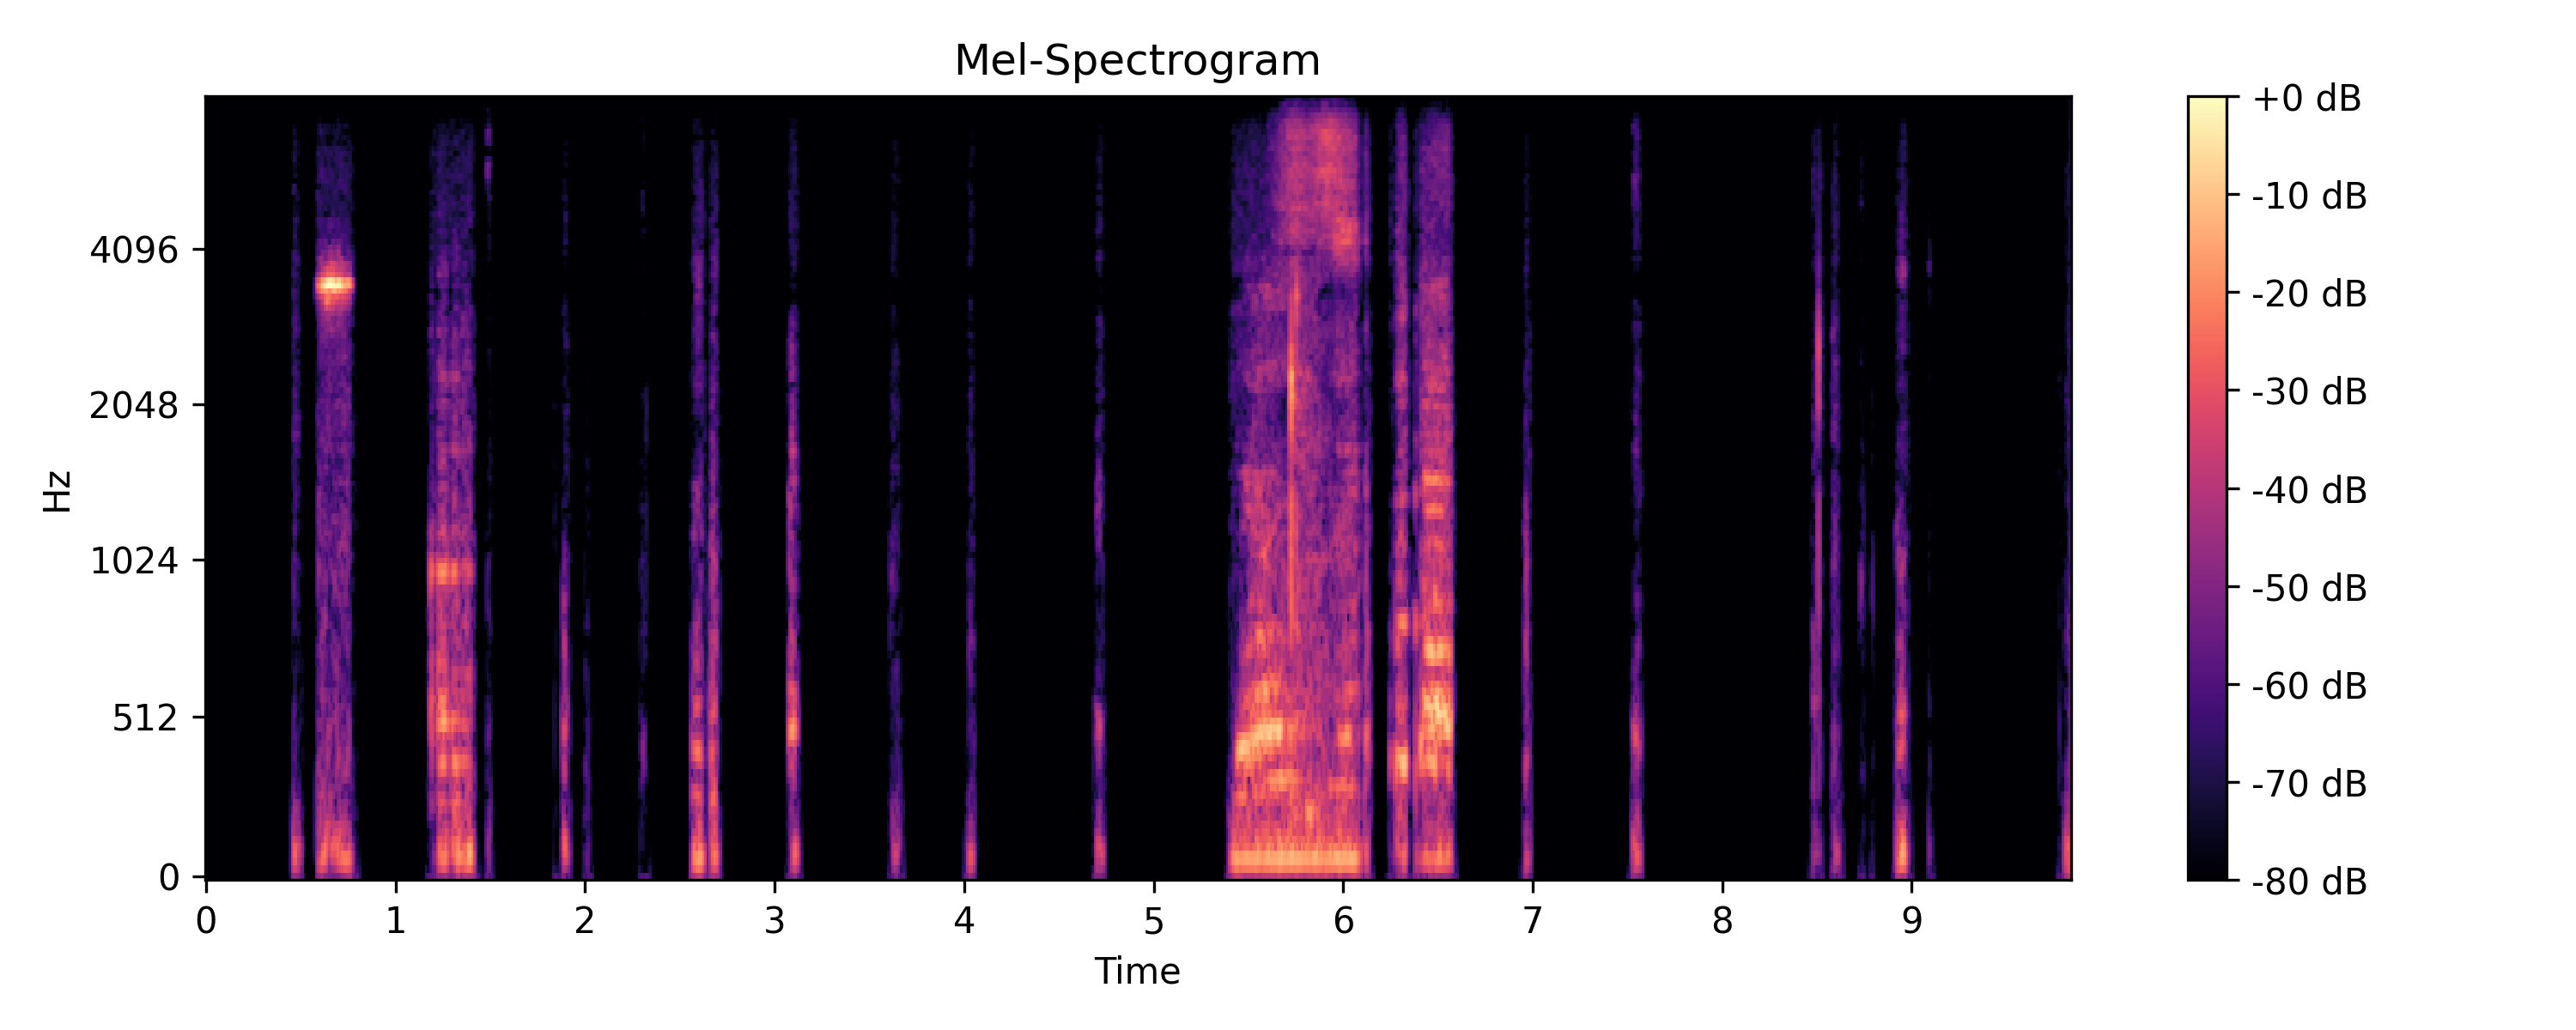 Mel-Spectrogram
+0 dB
-10 dB
-20 dB
-30 dB
-40 dB
-50 dB
-60 dB
-70 dB
-80 dB
Hz
4096
2048
1024
512
0
0 1 2 3 4 5 6 7 8 9
Time